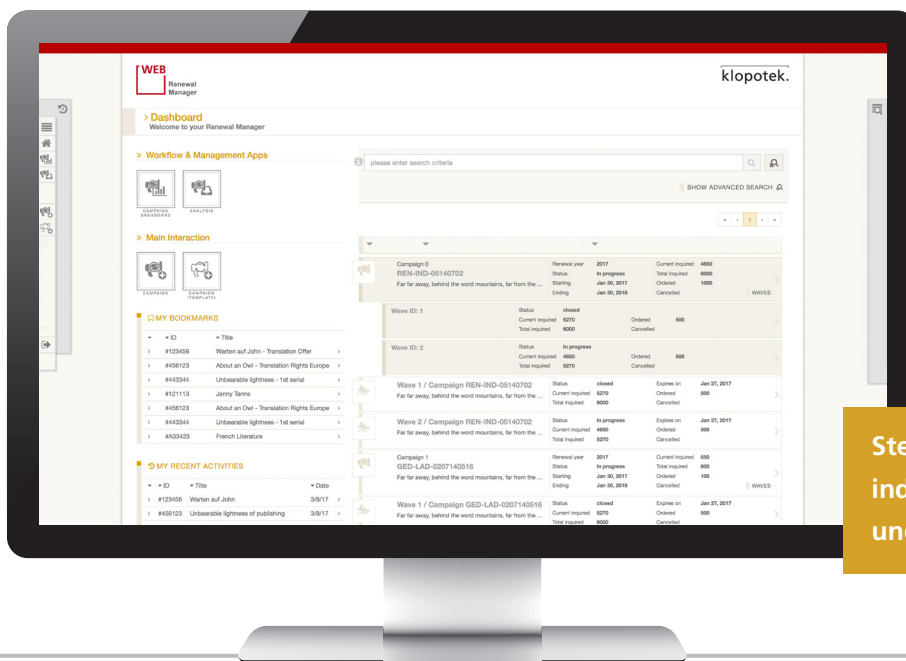 WEB
Renewal
Manager
klopotek.
> Dashboard
Welcome to your Renewal Manager
» Workflow & Management Apps
CAMPAIGN
DASHBOARD
ANALYSIS
» Main Interaction
CAMPAIGN
CAMPAIGN
(TEMPLATE)
MY BOOKMARKS
ID Title
#123456 Warten auf John - Translation Offer
#456123 About an Owl - Translation Rights Europe
#443344 Unbearable lightness - 1st serial
#121113 Jenny Tanne
#456123 About an Owl - Translation Rights Europe
#443344 Unbearable lightness - 1st serial
#A33423 French Literature
MY RECENT ACTIVITIES
ID Title Date
#123456 Warten auf John 3/8/17
#456123 Unbearable lightness of publishing 3/8/17
please enter search criteria
SHOW ADVANCED SEARCH
1
Campaign 0 Renewal year 2017 Current inquired 4650
REN-IND-05140702 Status In progress Total inquired 6000
Far far away, behind the word mountains, far from the ... Starting Jan 30, 2017 Ordered 1000
Ending Jan 30, 2018 Cancelled WAVES
Wave ID: 1 Status closed
Current inquired 5270 Ordered 500
Total inquired 6000 Cancelled
Wave ID: 2 Status In progress
Current inquired 4650 Ordered 500
Total inquired 5270 Cancelled
Wave 1 / Campaign REN-IND-05140702 Status closed Expires on Jan 27, 2017
Far far away, behind the word mountains, far from the ... Current inquired 5270 Ordered 500
Total inquired 6000 Cancelled
Wave 2 / Campaign REN-IND-05140702 Status In progress Expires on Jan 27, 2017
Far far away, behind the word mountains, far from the ... Current inquired 4650 Ordered 500
Total inquired 5270 Cancelled
Campaign 1 Renewal year 2017 Current inquired 650
GED-LAD-0207140516 Status In progress Total inquired 600
Far far away, behind the word mountains, far from the ... Starting Jan 30, 2017 Ordered 100
Ending Jan 30, 2018 Cancelled WAVES
Wave 1 / Campaign GED-LAD-0207140516 Status closed Expires on Jan 27, 2017
Far far away, behind the word mountains, far from the ... Current inquired 5270 Ordered 500
Total inquired 6000 Cancelled